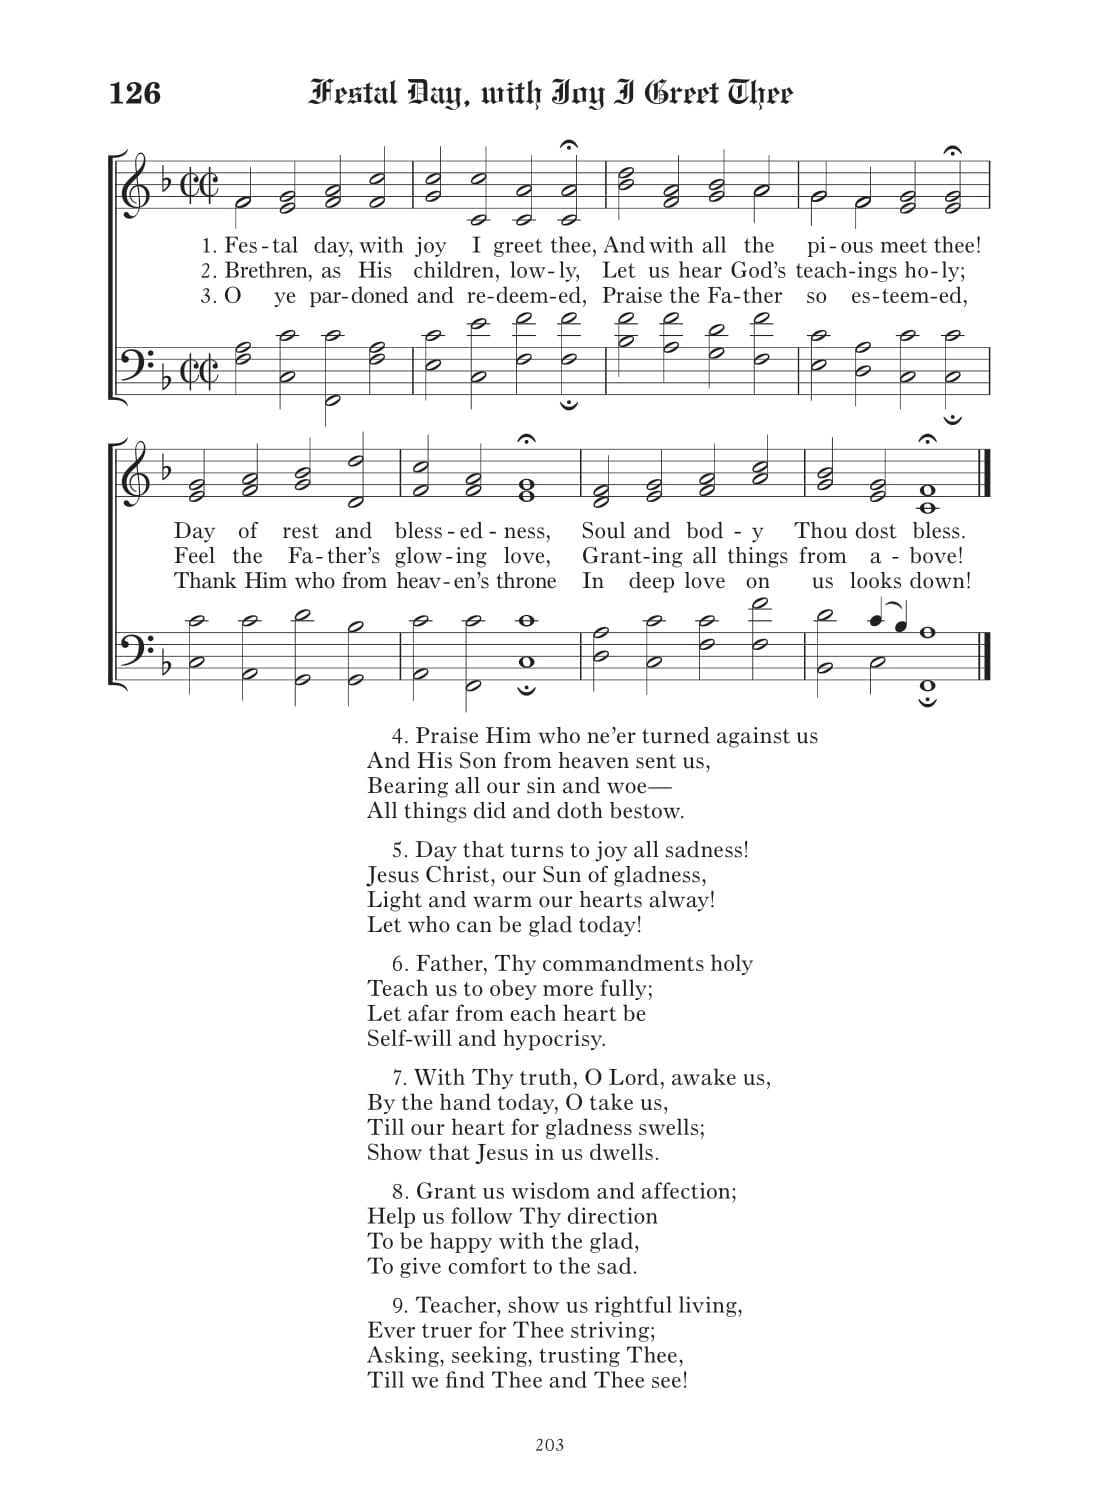 126 Festal Day, with Joy I Greet Thee
1. Fes - tal day, with joy I greet thee, And with all the pi - ous meet thee!
2. Brethren, as His children, low - ly, Let us hear God's teach-ings ho - ly;
3. O ye par - doned and re - deem - ed, Praise the Fa - ther so es - teem - ed,
Day of rest and bless - ed - ness, Soul and bod - y Thou dost bless.
Feel the Fa - ther's glow - ing love, Grant - ing all things from a - bove!
Thank Him who from heav - en's throne In deep love on us looks down!
4. Praise Him who ne'er turned against us
And His Son from heaven sent us,
Bearing all our sin and woe—
All things did and doth bestow.
5. Day that turns to joy all sadness!
Jesus Christ, our Sun of gladness,
Light and warm our hearts alway!
Let who can be glad today!
6. Father, Thy commandments holy
Teach us to obey more fully;
Let afar from each heart be
Self-will and hypocrisy.
7. With Thy truth, O Lord, awake us,
By the hand today, O take us,
Till our heart for gladness swells;
Show that Jesus in us dwells.
8. Grant us wisdom and affection;
Help us follow Thy direction
To be happy with the glad,
To give comfort to the sad.
9. Teacher, show us rightful living,
Ever truer for Thee striving;
Asking, seeking, trusting Thee,
Till we find Thee and Thee see!
203